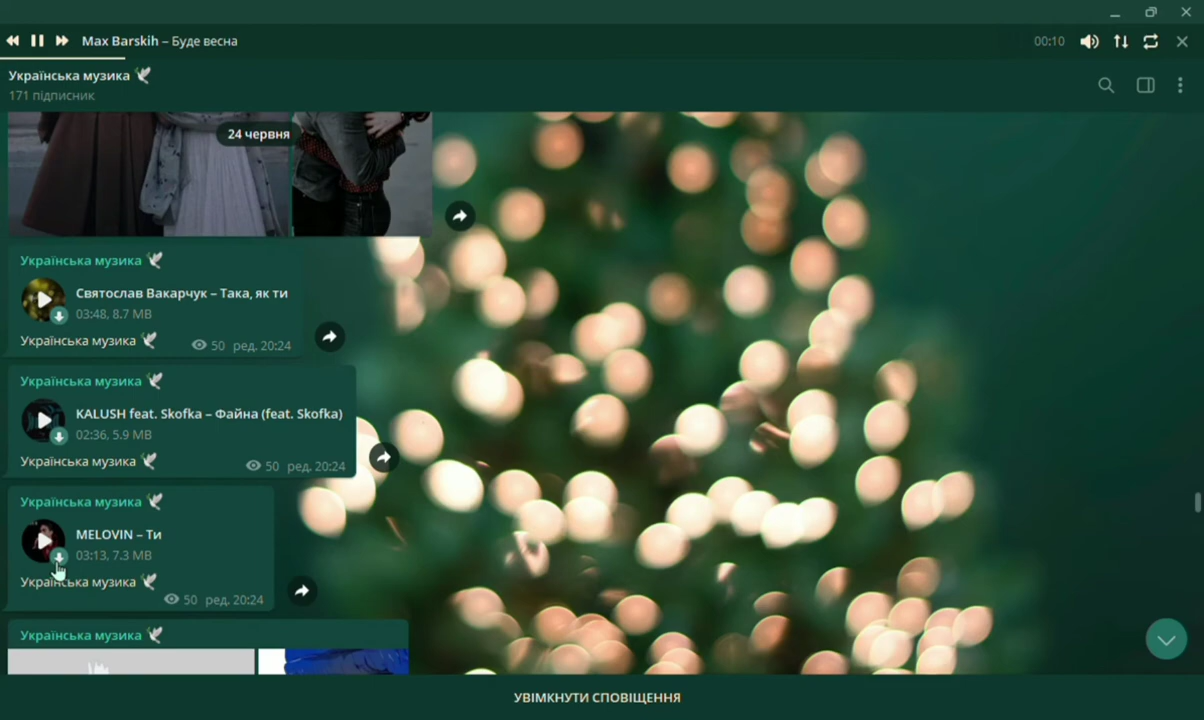 Max Barskih – Буде весна
00:10
Українська музика 🕊
171 підписник
24 червня
Українська музика 🕊
Святослав Вакарчук – Така, як ти
03:48, 8.7 MB
Українська музика 🕊
50 ред. 20:24
Українська музика 🕊
KALUSH feat. Skofka – Файна (feat. Skofka)
02:36, 5.9 MB
Українська музика 🕊
50 ред. 20:24
Українська музика 🕊
MELOVIN – Ти
03:13, 7.3 MB
Українська музика 🕊
50 ред. 20:24
Українська музика 🕊
УВІМКНУТИ СПОВІЩЕННЯ